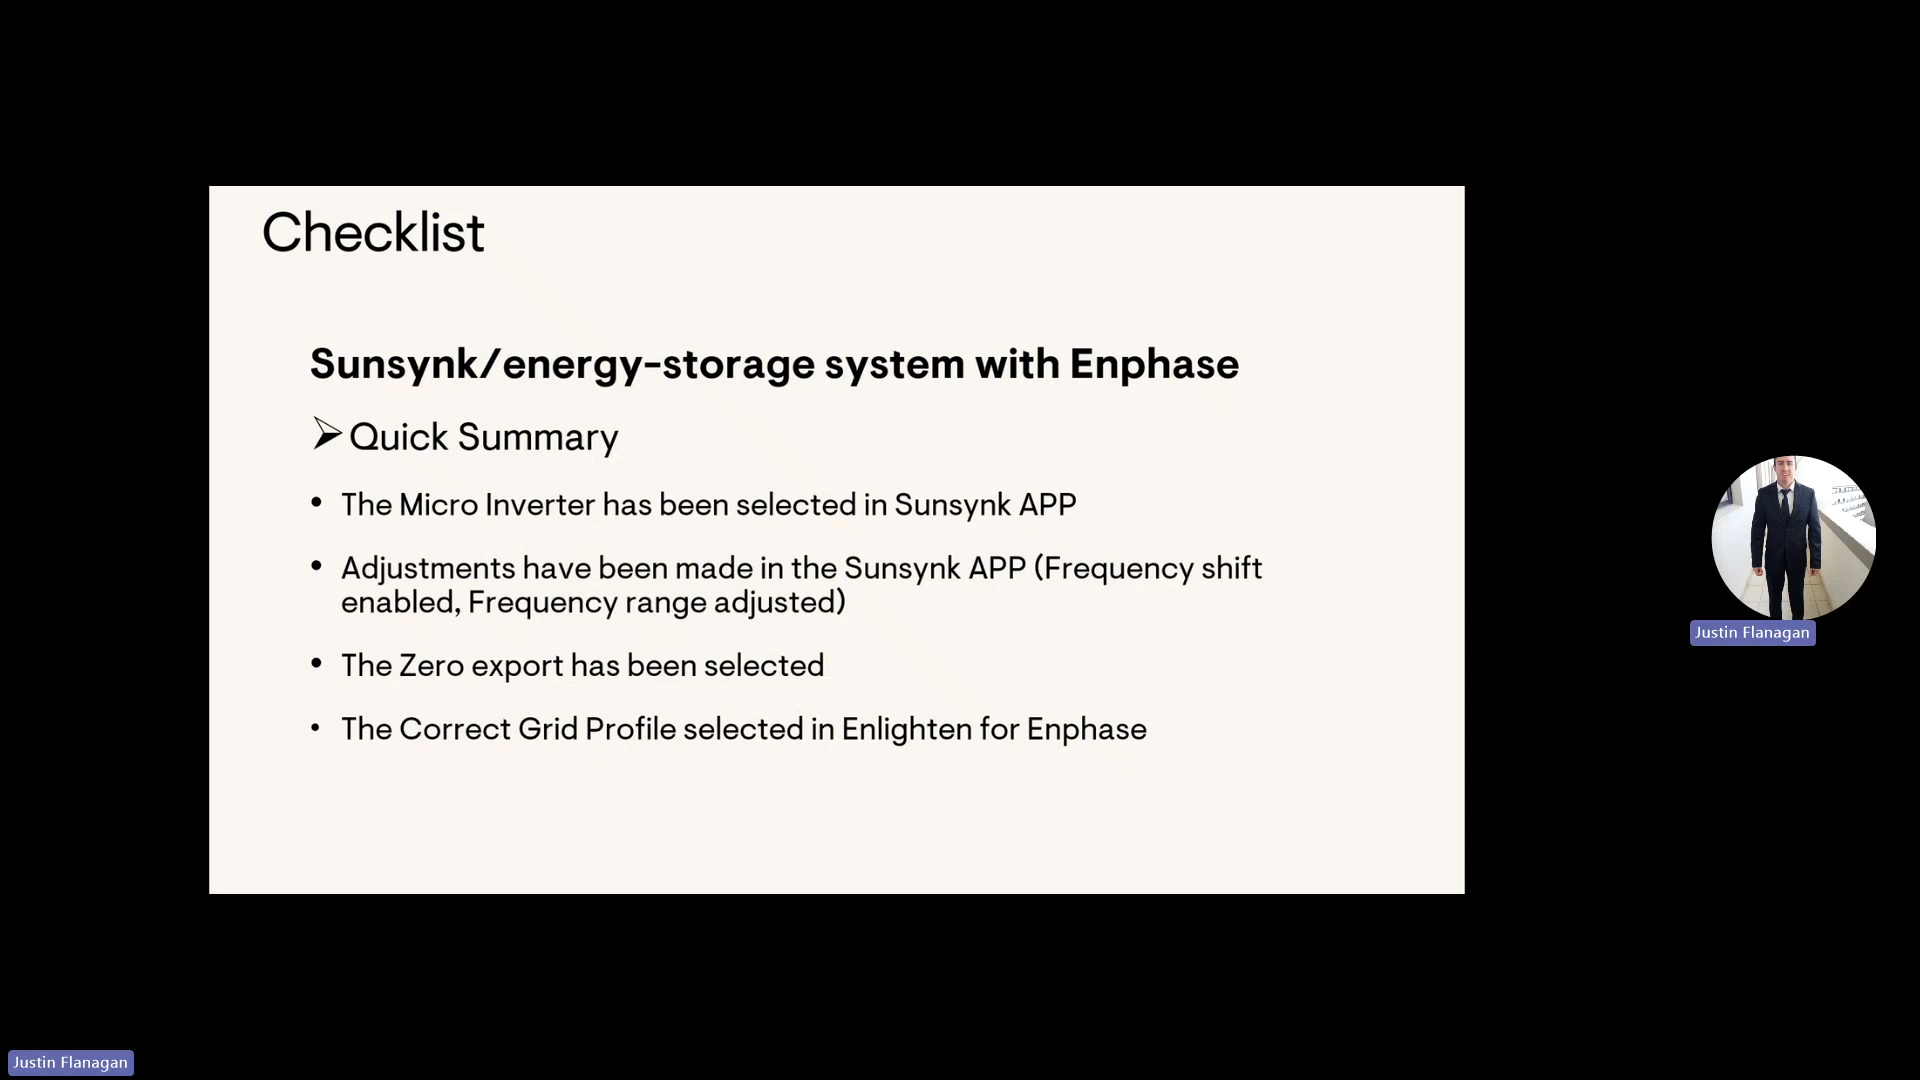 Checklist
Sunsynk/energy-storage system with Enphase
➢ Quick Summary
• The Micro Inverter has been selected in Sunsynk APP
• Adjustments have been made in the Sunsynk APP (Frequency shift
enabled, Frequency range adjusted)
• The Zero export has been selected
• The Correct Grid Profile selected in Enlighten for Enphase
Justin Flanagan
Justin Flanagan